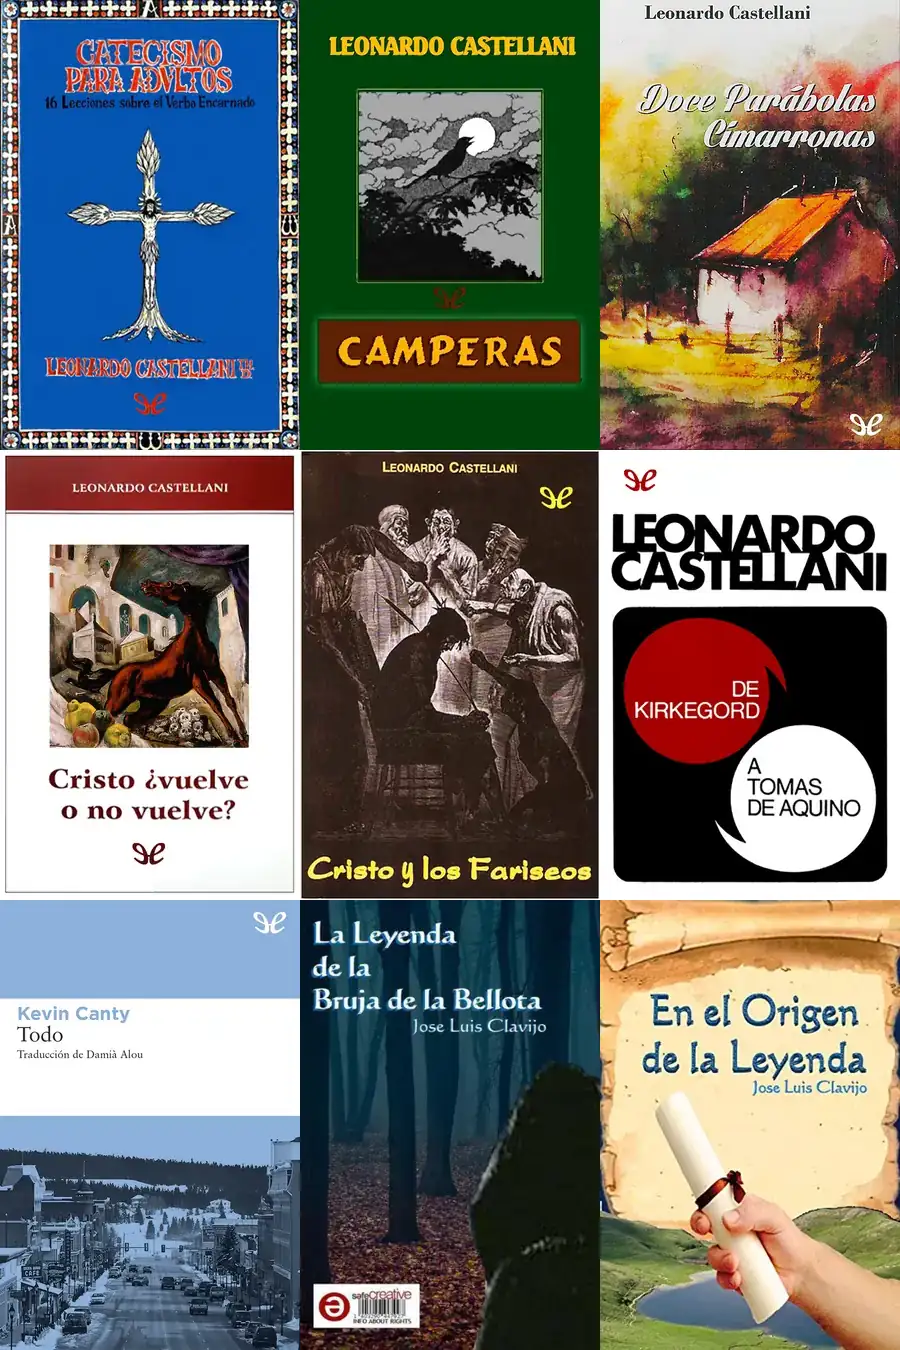 CATECISMO
PARA ADULTOS
16 Lecciones sobre el Verbo Encarnado
LEONARDO CASTELLANI
LEONARDO CASTELLANI
CAMPERAS
Leonardo Castellani
Doce Parábolas
Cimarronas
LEONARDO CASTELLANI
Cristo ¿vuelve
o no vuelve?
LEONARDO CASTELLANI
Cristo y los Fariseos
LEONARDO
CASTELLANI
DE
KIRKEGORD
A
TOMAS
DE AQUINO
Kevin Canty
Todo
Traducción de Damià Alou
La Leyenda
de la
Bruja de la Bellota
Jose Luis Clavijo
safecreative
INFO ABOUT RIGHTS
En el Origen
de la Leyenda
Jose Luis Clavijo